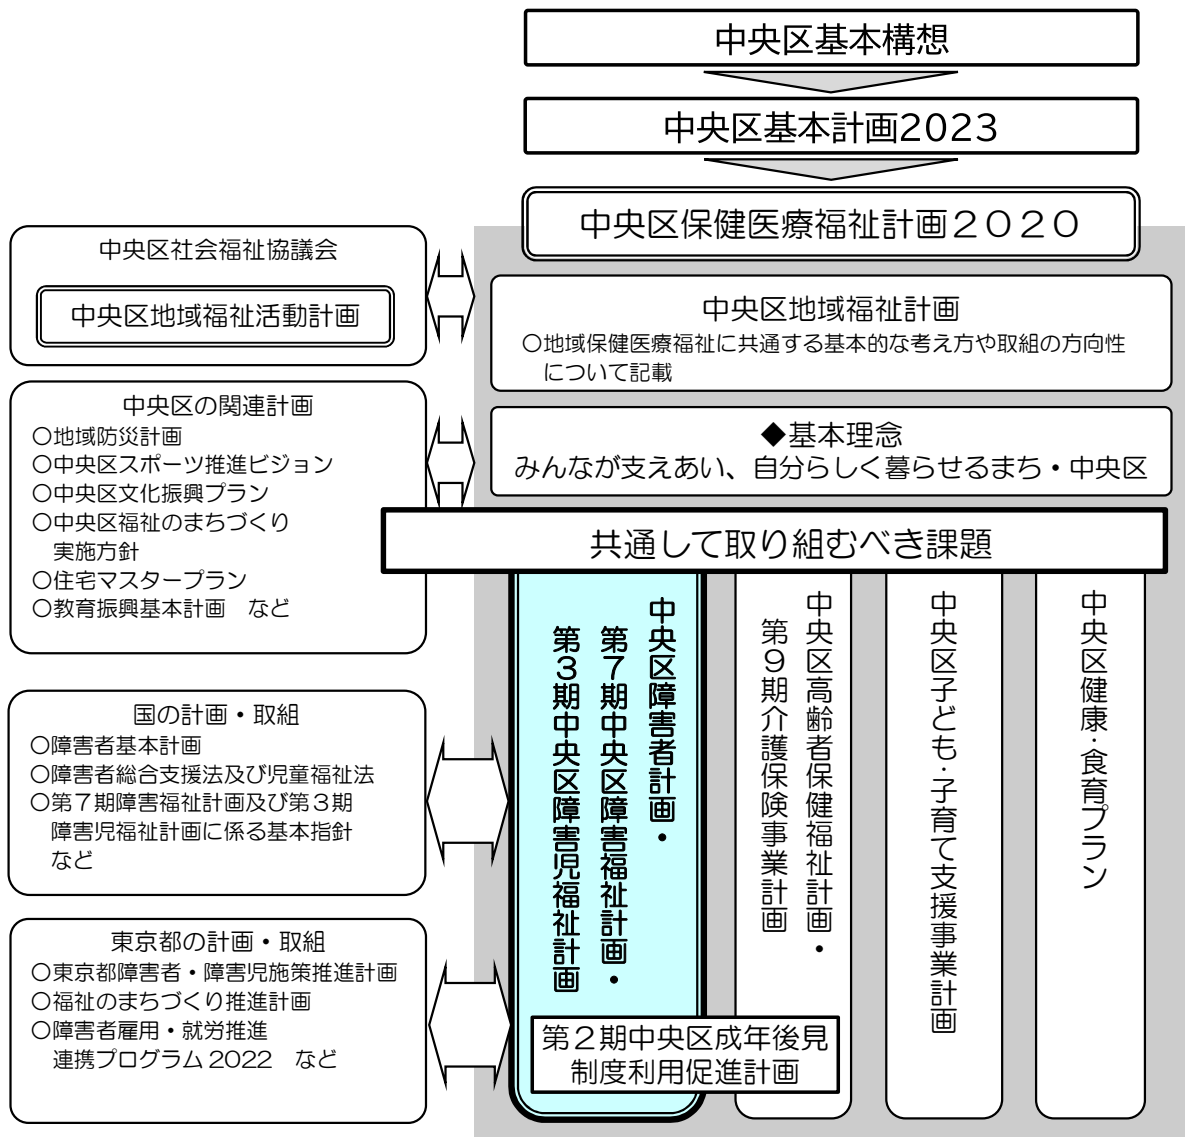 中央区基本構想
中央区基本計画2023
中央区保健医療福祉計画２０２０
中央区社会福祉協議会
中央区地域福祉活動計画
中央区地域福祉計画
○地域保健医療福祉に共通する基本的な考え方や取組の方向性
について記載
中央区の関連計画
○地域防災計画
○中央区スポーツ推進ビジョン
○中央区文化振興プラン
○中央区福祉のまちづくり
実施方針
○住宅マスタープラン
○教育振興基本計画　など
◆基本理念
みんなが支えあい、自分らしく暮らせるまち・中央区
共通して取り組むべき課題
中央区障害者計画・
第７期中央区障害福祉計画・
第３期中央区障害児福祉計画
中央区高齢者保健福祉計画・
第９期介護保険事業計画
中央区子ども・子育て支援事業計画
中央区健康・食育プラン
第２期中央区成年後見
制度利用促進計画
国の計画・取組
○障害者基本計画
○障害者総合支援法及び児童福祉法
○第７期障害福祉計画及び第３期
障害児福祉計画に係る基本指針
など
東京都の計画・取組
○東京都障害者・障害児施策推進計画
○福祉のまちづくり推進計画
○障害者雇用・就労推進
連携プログラム 2022　など